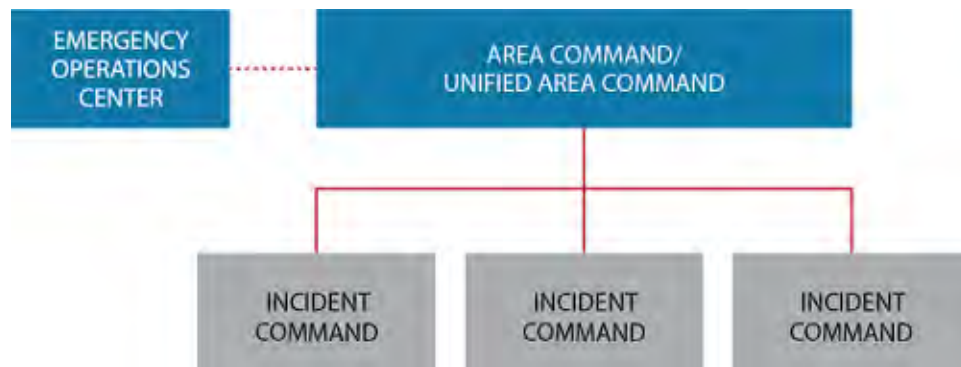 EMERGENCY
OPERATIONS
CENTER
AREA COMMAND/
UNIFIED AREA COMMAND
INCIDENT
COMMAND
INCIDENT
COMMAND
INCIDENT
COMMAND